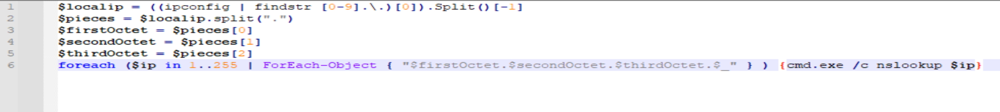 1 $localip = ((ipconfig | findstr [0-9].\.)[0]).Split()[-1]
2 $pieces = $localip.split(".")
3 $firstOctet = $pieces[0]
4 $secondOctet = $pieces[1]
5 $thirdOctet = $pieces[2]
6 foreach ($ip in 1..255 | ForEach-Object { "$firstOctet.$secondOctet.$thirdOctet.$_" } ) {cmd.exe /c nslookup $ip}